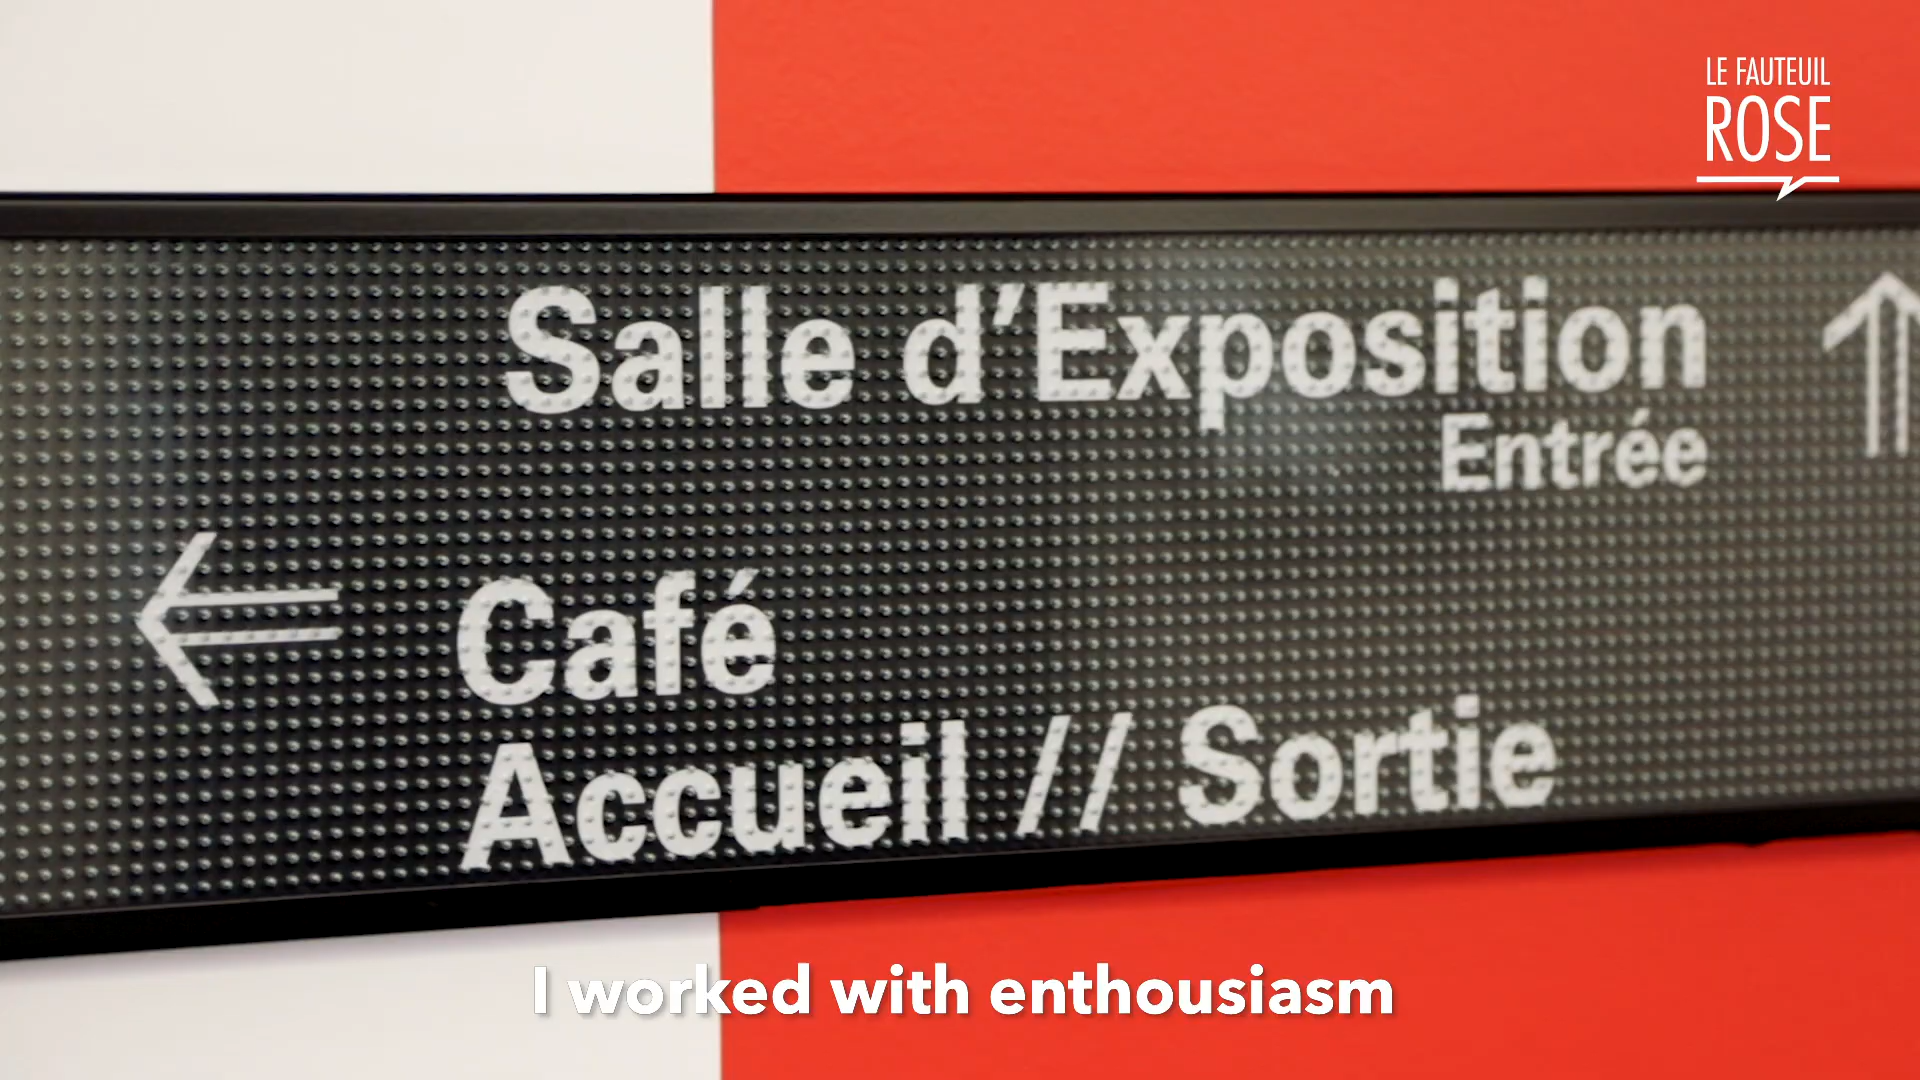 LE FAUTEUIL
ROSE
Salle d'Exposition
Entrée
Café
Accueil // Sortie
I worked with enthousiasm